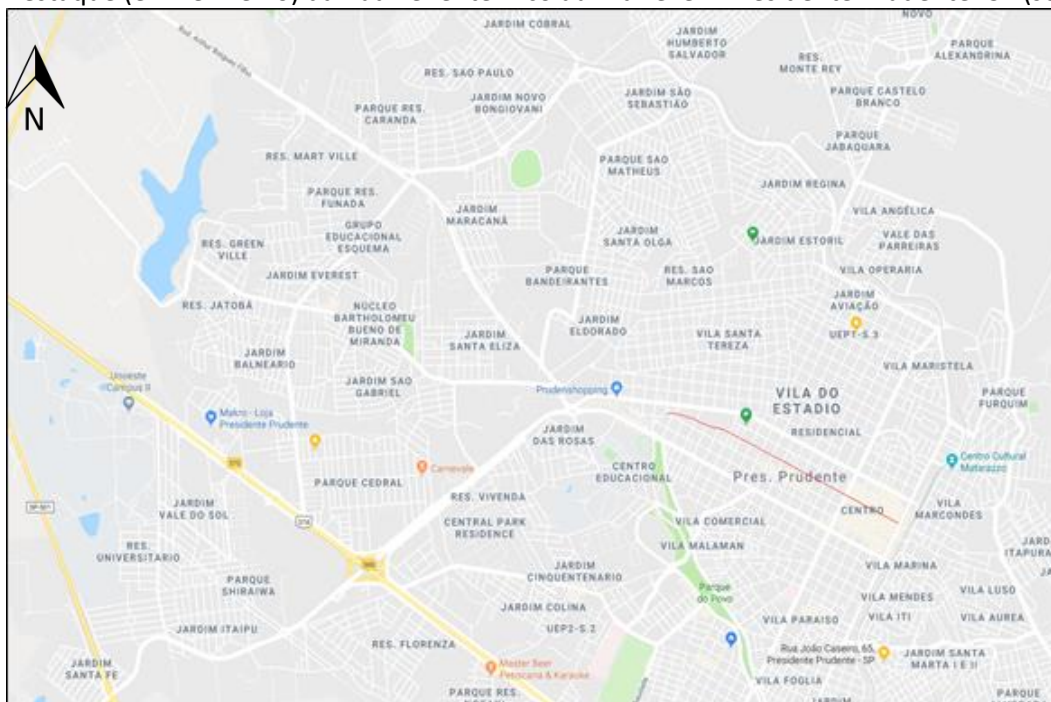 N
JARDIM COBRAL
NOVO
JARDIM
HUMBERTO
SALVADOR
PARQUE
ALEXANDRINA
RES.
MONTE REY
RES. SAO PAULO
JARDIM NOVO
BONGIOVANI
JARDIM SÃO
SEBASTIÃO
PARQUE CASTELO
BRANCO
PARQUE RES.
CARANDA
PARQUE
JABAQUARA
RES. MART VILLE
PARQUE SAO
MATHEUS
PARQUE RES.
FUNADA
JARDIM REGINA
JARDIM
MARACANÁ
VILA ANGÉLICA
GRUPO
EDUCACIONAL
ESQUEMA
RES. GREEN
VILLE
JARDIM
SANTA OLGA
JARDIM ESTORIL
VALE DAS
PARREIRAS
JARDIM EVEREST
PARQUE
BANDEIRANTES
RES. SAO
MARCOS
VILA OPERARIA
RES. JATOBÁ
NÚCLEO
BARTHOLOMEU
BUENO DE
MIRANDA
JARDIM
AVIAÇÃO
JARDIM
SANTA ELIZA
JARDIM
ELDORADO
VILA SANTA
TEREZA
UEPT-S.3
JARDIM
BALNEARIO
VILA MARISTELA
Unoeste
Campus II
JARDIM SAO
GABRIEL
Prudenshopping
VILA DO
ESTADIO
PARQUE
FURQUIM
Makro - Loja
Presidente Prudente
JARDIM
DAS ROSAS
RESIDENCIAL
Centro Cultural
Matarazzo
Carnevale
CENTRO
EDUCACIONAL
Pres. Prudente
PARQUE CEDRAL
RES. VIVENDA
CENTRO
VILA
MARCONDES
JARDIM
VALE DO SOL
CENTRAL PARK
RESIDENCE
VILA COMERCIAL
VILA MALAMAN
JARD
ITAPURA
RES.
UNIVERSITARIO
JARDIM
CINQUENTENARIO
VILA MARINA
PARQUE
SHIRAIWA
Parque
do Povo
VILA MENDES
VILA LUSO
JARDIM COLINA
VILA PARAISO
VILA ITI
VILA AUREA
JARDIM ITAIPU
UEP2-S.2
RES. FLORENZA
Rua João Caseiro, 65,
Presidente Prudente - SP
JARDIM SANTA
MARTA I E II
JARDIM
SANTA FE
Master Beer
Petiscaria & Karaoke
VILA FOGLIA
PARQUE RES.
JARDIM
PARQUE